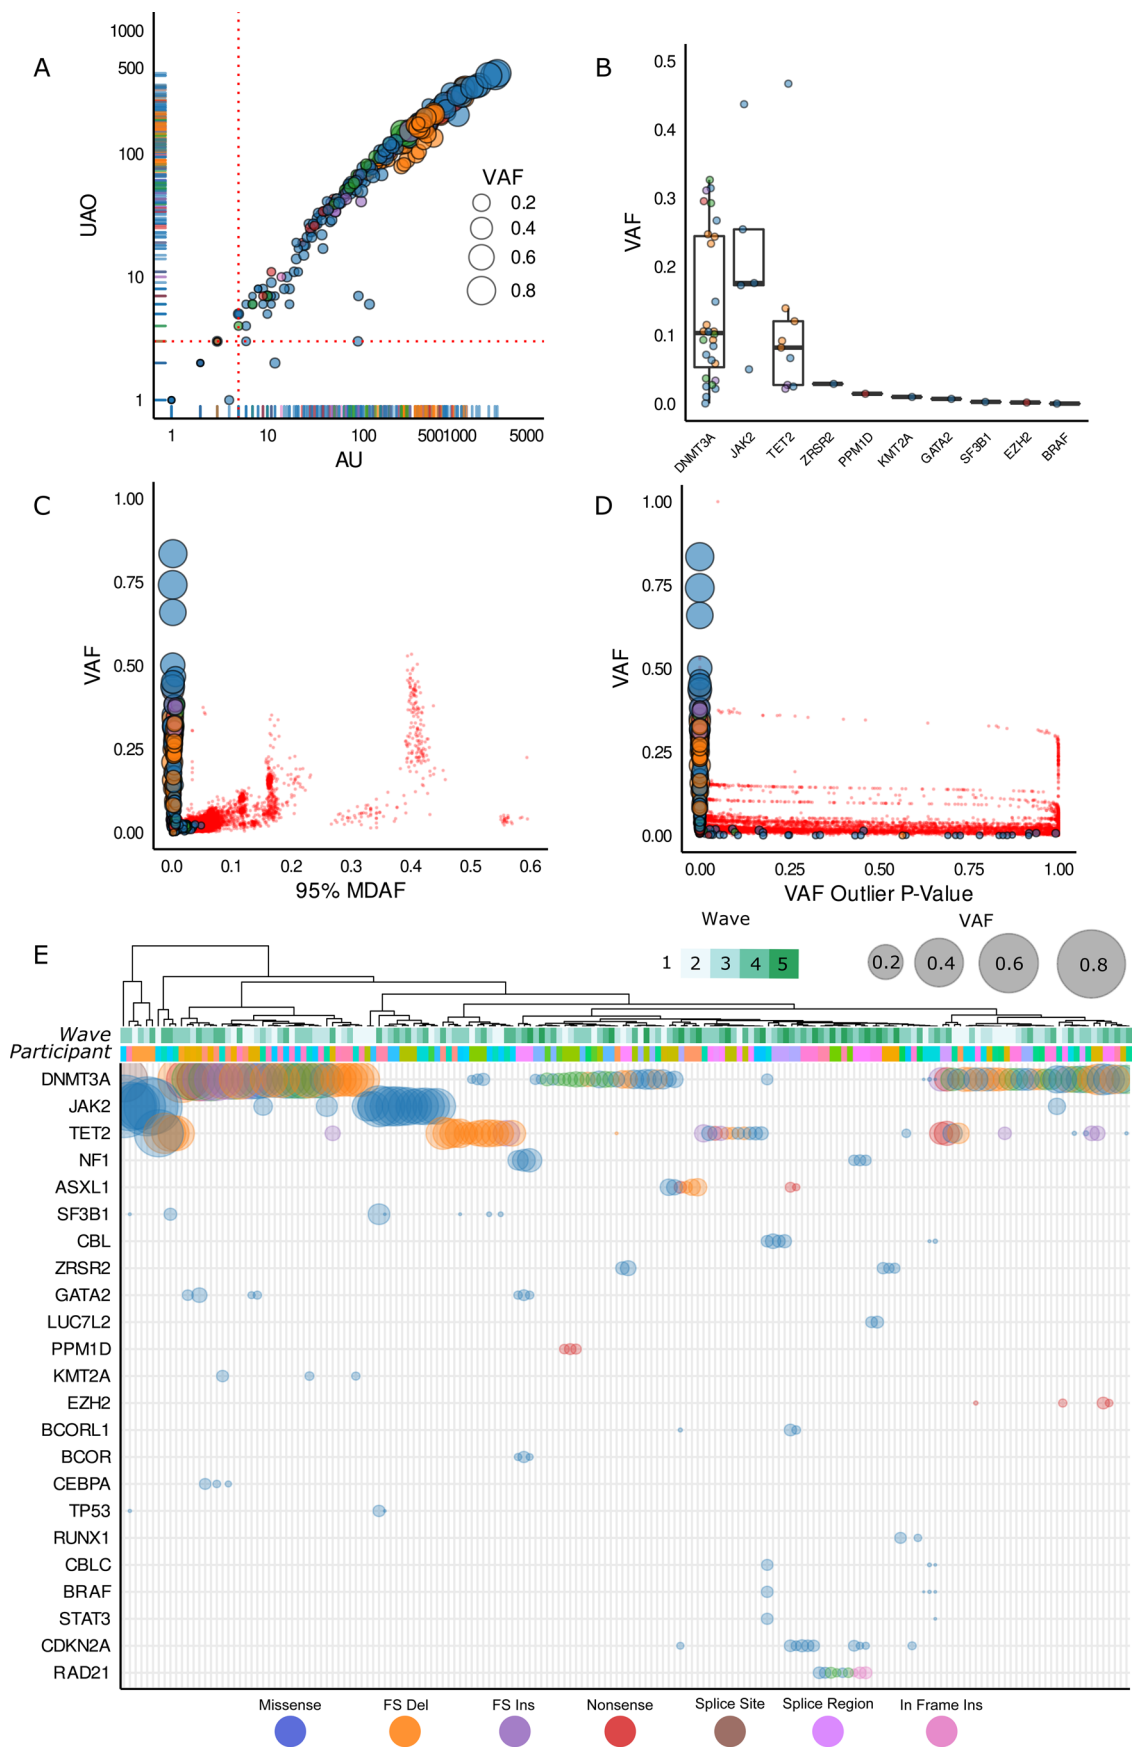 A
UAO
1000
500
100
10
1
1
10
100
500
1000
5000
AU
VAF
0.2
0.4
0.6
0.8
B
VAF
0.5
0.4
0.3
0.2
0.1
0.0
DNMT3A
JAK2
TET2
ZRSR2
PPM1D
KMT2A
GATA2
SF3B1
EZH2
BRAF
C
VAF
1.00
0.75
0.50
0.25
0.00
0.0
0.1
0.2
0.3
0.4
0.5
0.6
95% MDAF
D
VAF
1.00
0.75
0.50
0.25
0.00
0.00
0.25
0.50
0.75
1.00
VAF Outlier P-Value
E
Wave
1 2 3 4 5
VAF
0.2 0.4 0.6 0.8
Wave
Participant
DNMT3A
JAK2
TET2
NF1
ASXL1
SF3B1
CBL
ZRSR2
GATA2
LUC7L2
PPM1D
KMT2A
EZH2
BCORL1
BCOR
CEBPA
TP53
RUNX1
CBLC
BRAF
STAT3
CDKN2A
RAD21
Missense
FS Del
FS Ins
Nonsense
Splice Site
Splice Region
In Frame Ins